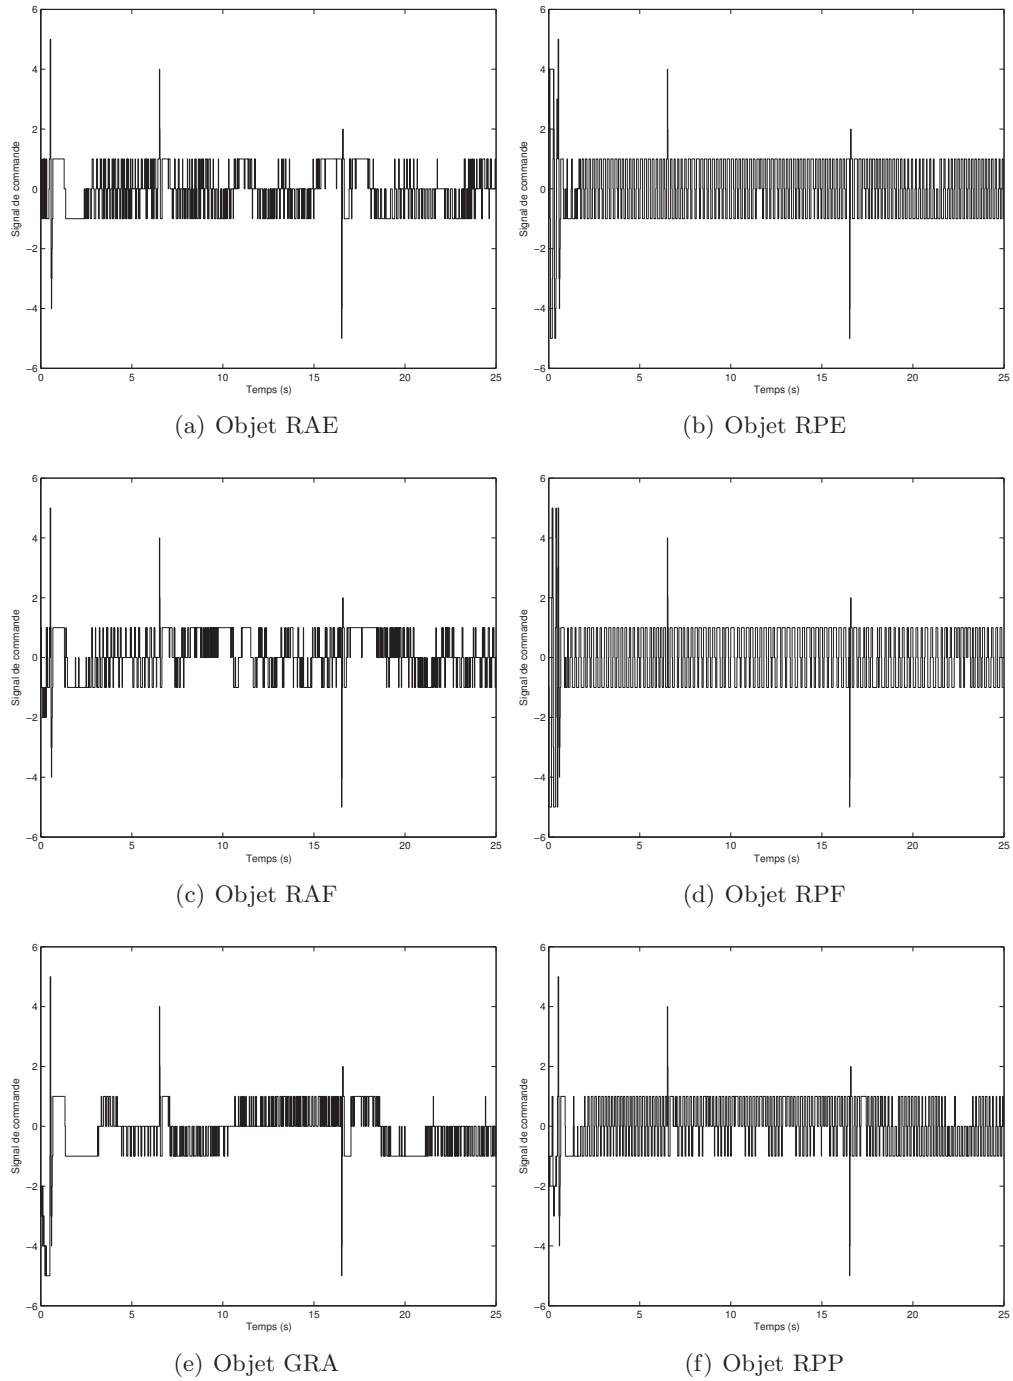 6
4
2
0
−2
−4
−6
Signal de commande
0 5 10 15 20 25
Temps (s)
(a) Objet RAE
6
4
2
0
−2
−4
−6
Signal de commande
0 5 10 15 20 25
Temps (s)
(b) Objet RPE
6
4
2
0
−2
−4
−6
Signal de commande
0 5 10 15 20 25
Temps (s)
(c) Objet RAF
6
4
2
0
−2
−4
−6
Signal de commande
0 5 10 15 20 25
Temps (s)
(d) Objet RPF
6
4
2
0
−2
−4
−6
Signal de commande
0 5 10 15 20 25
Temps (s)
(e) Objet GRA
6
4
2
0
−2
−4
−6
Signal de commande
0 5 10 15 20 25
Temps (s)
(f) Objet RPP